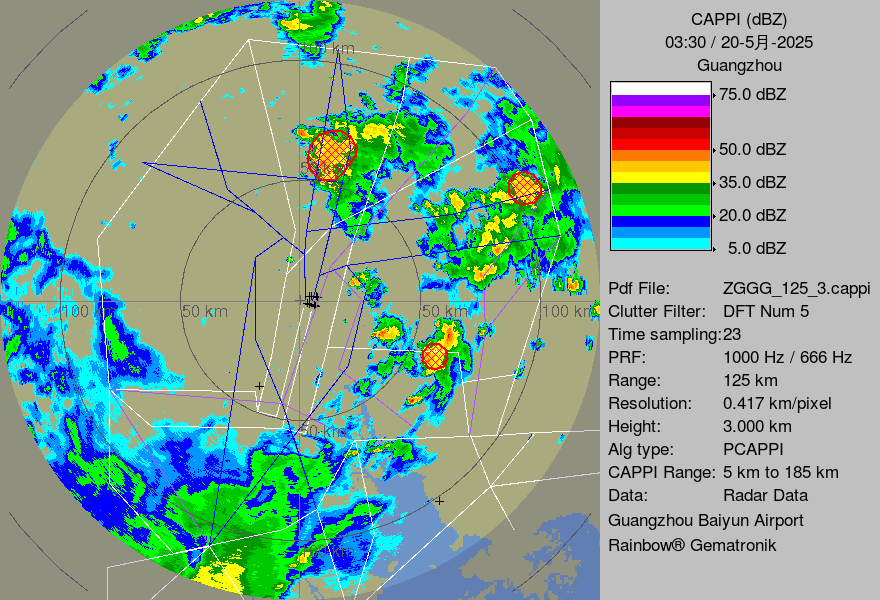 CAPPI (dBZ)
03:30 / 20-5月-2025
Guangzhou
75.0 dBZ
50.0 dBZ
35.0 dBZ
20.0 dBZ
5.0 dBZ
Pdf File: ZGGG_125_3.cappi
Clutter Filter: DFT Num 5
Time sampling:23
PRF: 1000 Hz / 666 Hz
Range: 125 km
Resolution: 0.417 km/pixel
Height: 3.000 km
Alg type: PCAPPI
CAPPI Range: 5 km to 185 km
Data: Radar Data
Guangzhou Baiyun Airport
Rainbow® Gematronik
100 km
50 km
50 km
100 km
50 km